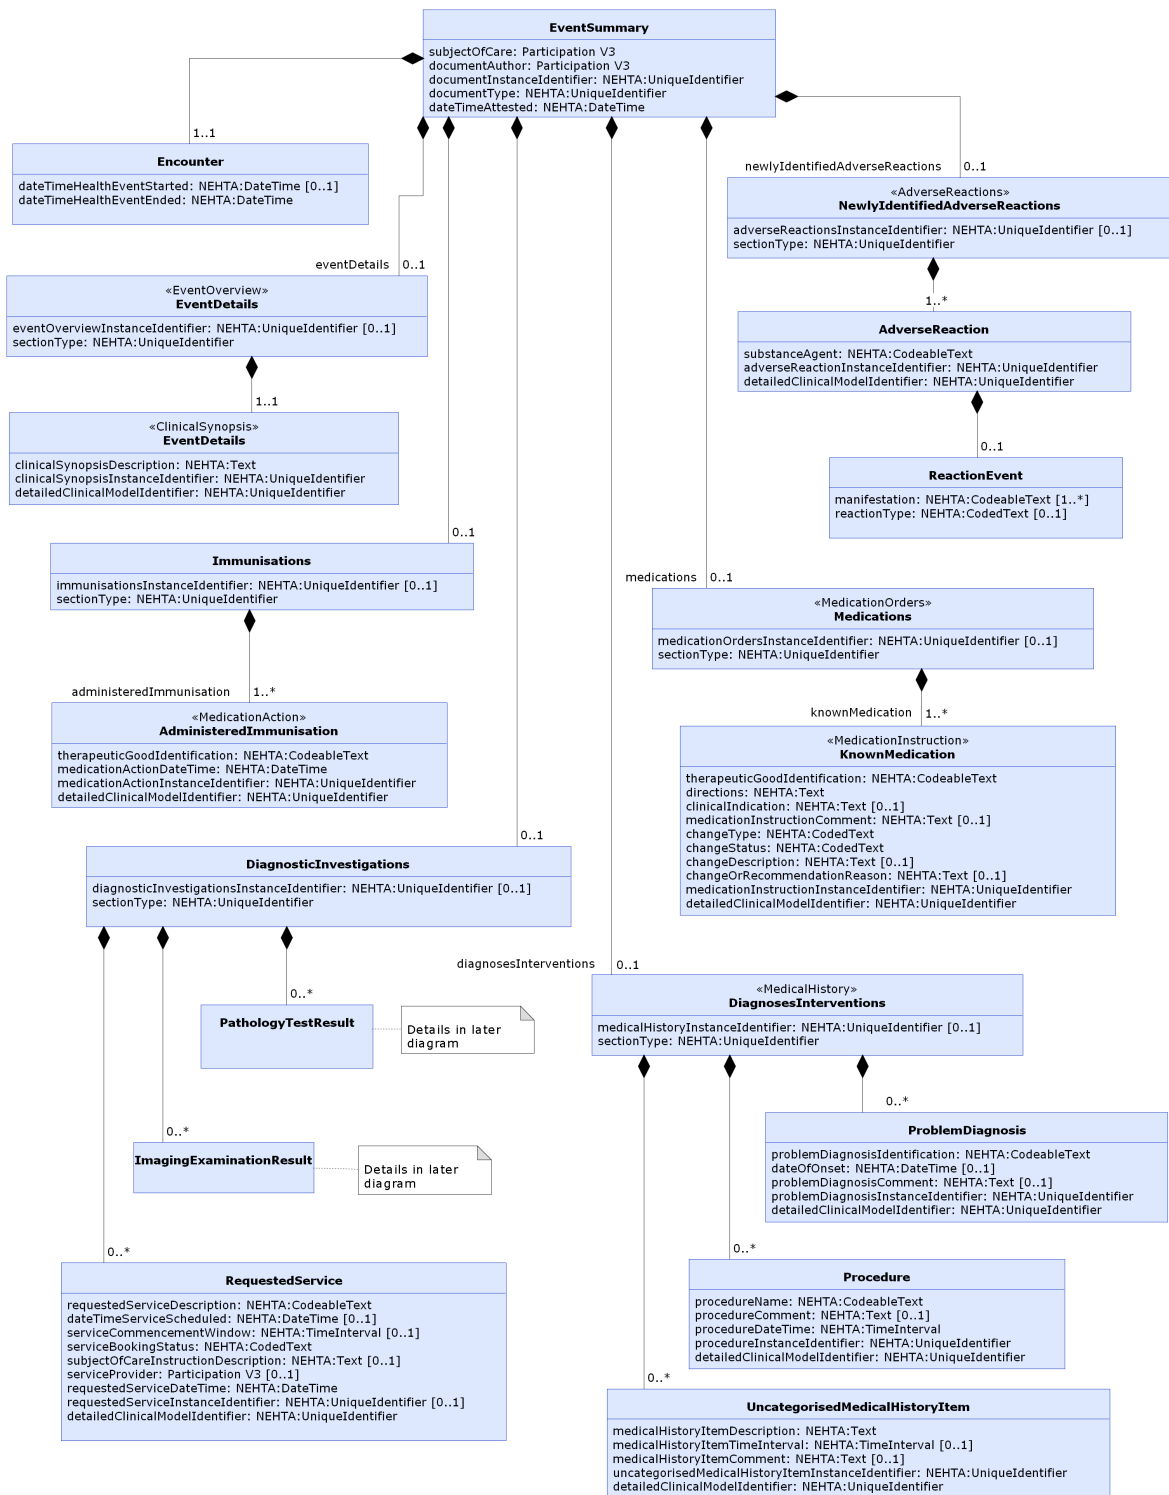 EventSummary
subjectOfCare: Participation V3
documentAuthor: Participation V3
documentInstanceIdentifier: NEHTA:UniqueIdentifier
documentType: NEHTA:UniqueIdentifier
dateTimeAttested: NEHTA:DateTime
1..1
Encounter
dateTimeHealthEventStarted: NEHTA:DateTime [0..1]
dateTimeHealthEventEnded: NEHTA:DateTime
newlyIdentifiedAdverseReactions 0..1
«AdverseReactions»
NewlyIdentifiedAdverseReactions
adverseReactionsInstanceIdentifier: NEHTA:UniqueIdentifier [0..1]
sectionType: NEHTA:UniqueIdentifier
eventDetails 0..1
«EventOverview»
EventDetails
eventOverviewInstanceIdentifier: NEHTA:UniqueIdentifier [0..1]
sectionType: NEHTA:UniqueIdentifier
1..*
AdverseReaction
substanceAgent: NEHTA:CodeableText
adverseReactionInstanceIdentifier: NEHTA:UniqueIdentifier
detailedClinicalModelIdentifier: NEHTA:UniqueIdentifier
1..1
«ClinicalSynopsis»
EventDetails
clinicalSynopsisDescription: NEHTA:Text
clinicalSynopsisInstanceIdentifier: NEHTA:UniqueIdentifier
detailedClinicalModelIdentifier: NEHTA:UniqueIdentifier
0..1
ReactionEvent
manifestation: NEHTA:CodeableText [1..*]
reactionType: NEHTA:CodedText [0..1]
0..1
Immunisations
immunisationsInstanceIdentifier: NEHTA:UniqueIdentifier [0..1]
sectionType: NEHTA:UniqueIdentifier
medications 0..1
«MedicationOrders»
Medications
medicationOrdersInstanceIdentifier: NEHTA:UniqueIdentifier [0..1]
sectionType: NEHTA:UniqueIdentifier
administeredImmunisation 1..*
«MedicationAction»
AdministeredImmunisation
therapeuticGoodIdentification: NEHTA:CodeableText
medicationActionDateTime: NEHTA:DateTime
medicationActionInstanceIdentifier: NEHTA:UniqueIdentifier
detailedClinicalModelIdentifier: NEHTA:UniqueIdentifier
knownMedication 1..*
«MedicationInstruction»
KnownMedication
therapeuticGoodIdentification: NEHTA:CodeableText
directions: NEHTA:Text
clinicalIndication: NEHTA:Text [0..1]
medicationInstructionComment: NEHTA:Text [0..1]
changeType: NEHTA:CodedText
changeStatus: NEHTA:CodedText
changeDescription: NEHTA:Text [0..1]
changeOrRecommendationReason: NEHTA:Text [0..1]
medicationInstructionInstanceIdentifier: NEHTA:UniqueIdentifier
detailedClinicalModelIdentifier: NEHTA:UniqueIdentifier
0..1
DiagnosticInvestigations
diagnosticInvestigationsInstanceIdentifier: NEHTA:UniqueIdentifier [0..1]
sectionType: NEHTA:UniqueIdentifier
diagnosesInterventions 0..1
«MedicalHistory»
DiagnosesInterventions
medicalHistoryInstanceIdentifier: NEHTA:UniqueIdentifier [0..1]
sectionType: NEHTA:UniqueIdentifier
0..*
PathologyTestResult
Details in later
diagram
0..*
ImagingExaminationResult
Details in later
diagram
0..*
ProblemDiagnosis
problemDiagnosisIdentification: NEHTA:CodeableText
dateOfOnset: NEHTA:DateTime [0..1]
problemDiagnosisComment: NEHTA:Text [0..1]
problemDiagnosisInstanceIdentifier: NEHTA:UniqueIdentifier
detailedClinicalModelIdentifier: NEHTA:UniqueIdentifier
0..*
RequestedService
requestedServiceDescription: NEHTA:CodeableText
dateTimeServiceScheduled: NEHTA:DateTime [0..1]
serviceCommencementWindow: NEHTA:TimeInterval [0..1]
serviceBookingStatus: NEHTA:CodedText
subjectOfCareInstructionDescription: NEHTA:Text [0..1]
serviceProvider: Participation V3 [0..1]
requestedServiceDateTime: NEHTA:DateTime
requestedServiceInstanceIdentifier: NEHTA:UniqueIdentifier [0..1]
detailedClinicalModelIdentifier: NEHTA:UniqueIdentifier
0..*
Procedure
procedureName: NEHTA:CodeableText
procedureComment: NEHTA:Text [0..1]
procedureDateTime: NEHTA:TimeInterval
procedureInstanceIdentifier: NEHTA:UniqueIdentifier
detailedClinicalModelIdentifier: NEHTA:UniqueIdentifier
0..*
UncategorisedMedicalHistoryItem
medicalHistoryItemDescription: NEHTA:Text
medicalHistoryItemTimeInterval: NEHTA:TimeInterval [0..1]
medicalHistoryItemComment: NEHTA:Text [0..1]
uncategorisedMedicalHistoryItemInstanceIdentifier: NEHTA:UniqueIdentifier
detailedClinicalModelIdentifier: NEHTA:UniqueIdentifier